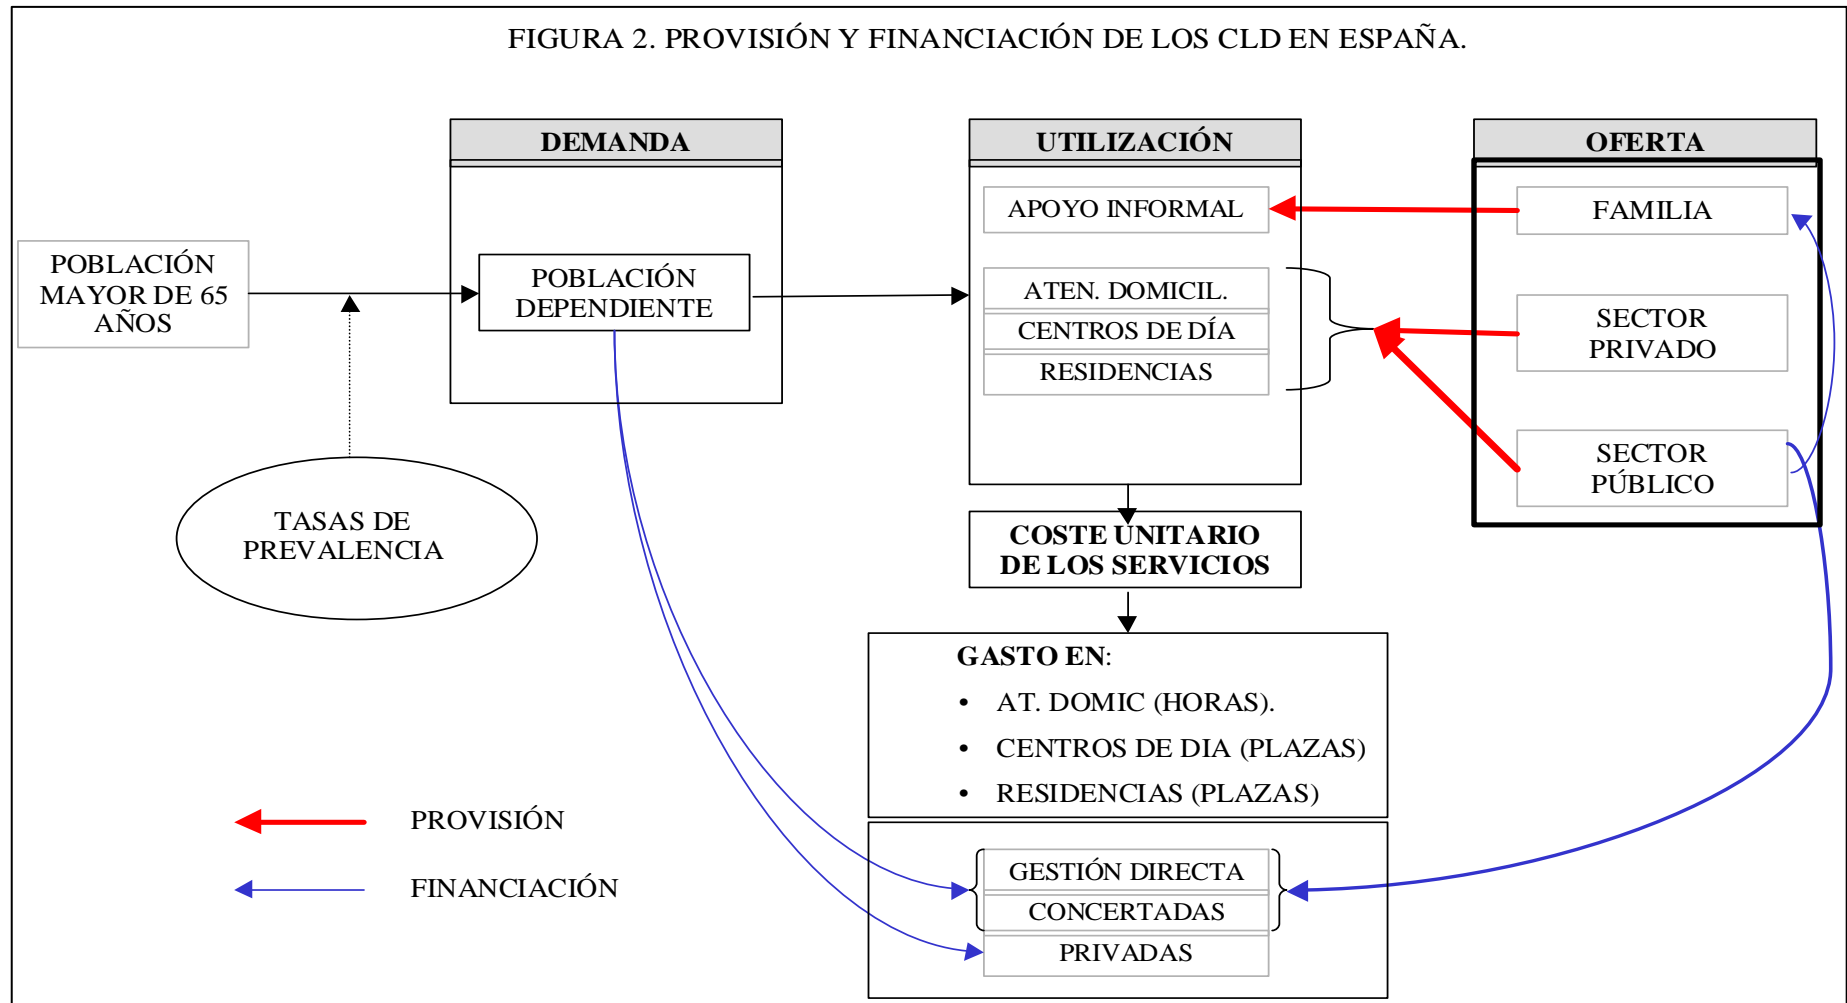 FIGURA 2. PROVISIÓN Y FINANCIACIÓN DE LOS CLD EN ESPAÑA.
POBLACIÓN
MAYOR DE 65
AÑOS
TASAS DE
PREVALENCIA
DEMANDA
POBLACIÓN
DEPENDIENTE
UTILIZACIÓN
APOYO INFORMAL
ATEN. DOMICIL.
CENTROS DE DÍA
RESIDENCIAS
OFERTA
FAMILIA
SECTOR
PRIVADO
SECTOR
PÚBLICO
COSTE UNITARIO
DE LOS SERVICIOS
GASTO EN:
• AT. DOMIC (HORAS).
• CENTROS DE DIA (PLAZAS)
• RESIDENCIAS (PLAZAS)
GESTIÓN DIRECTA
CONCERTADAS
PRIVADAS
PROVISIÓN
FINANCIACIÓN